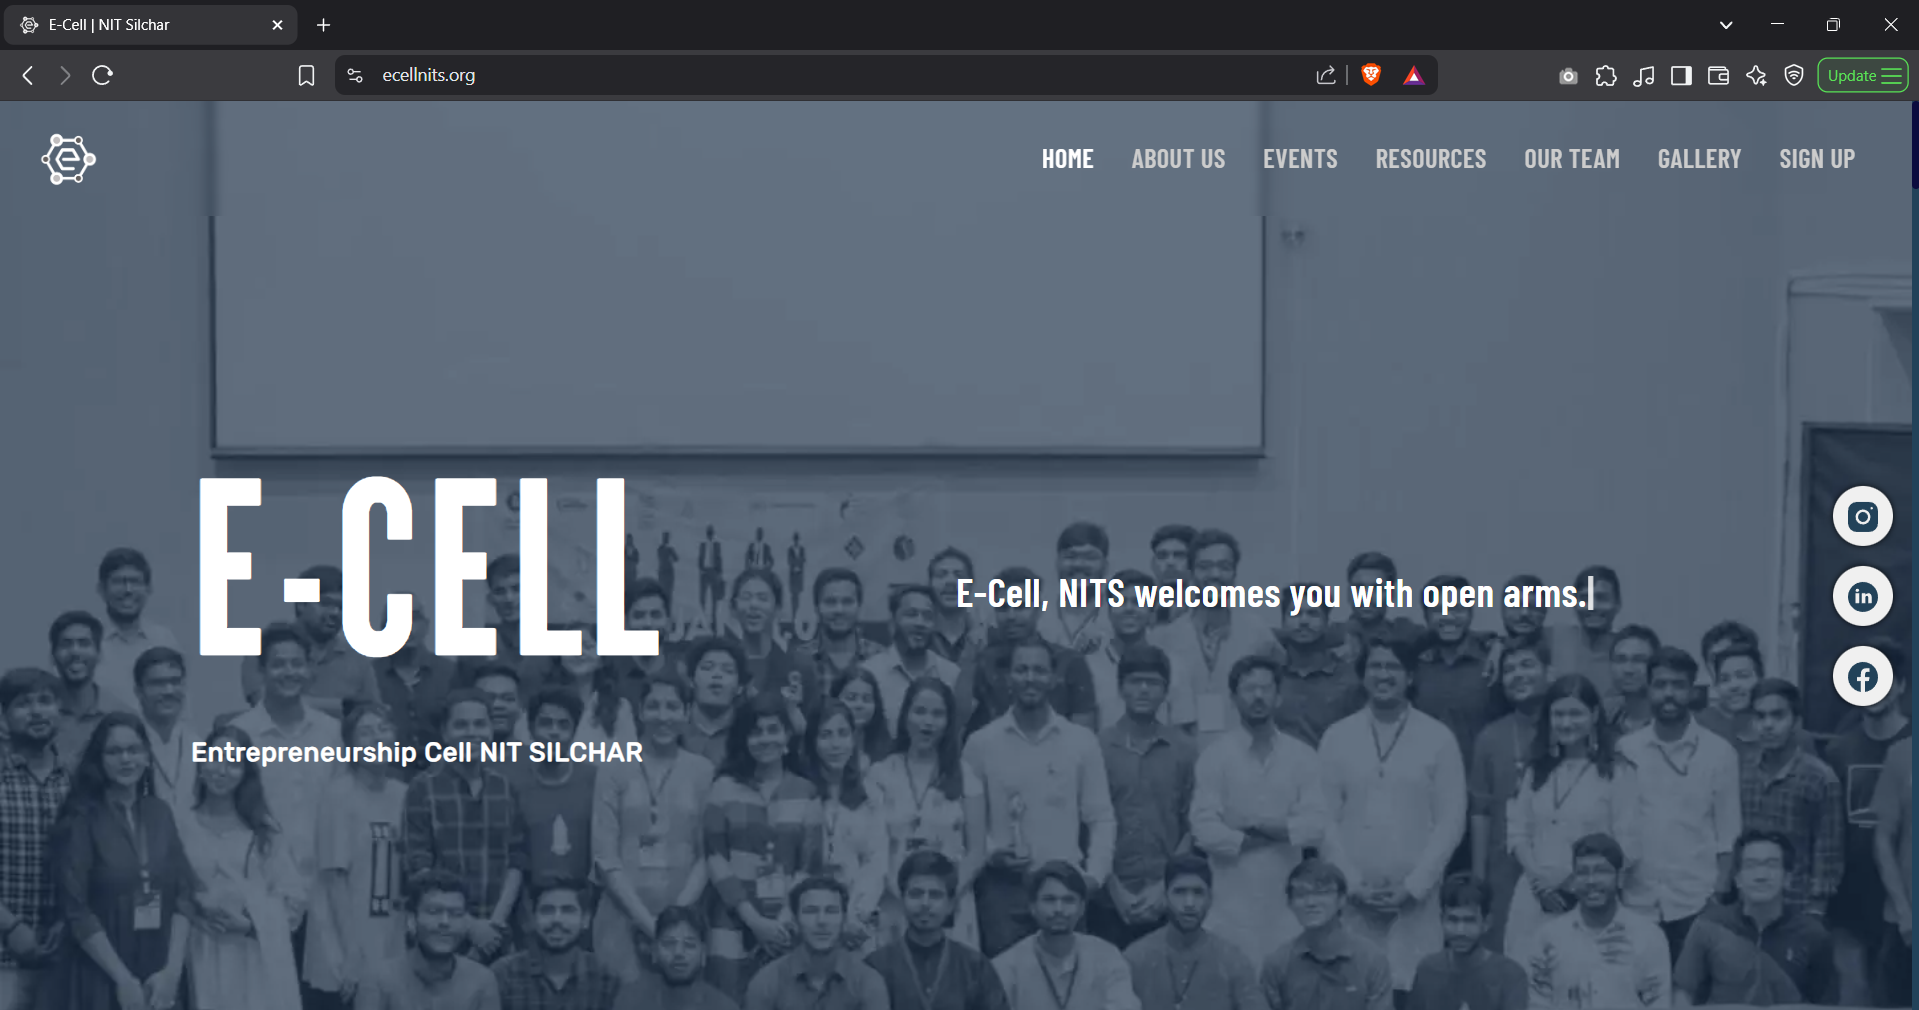 E-Cell | NIT Silchar
ecellnits.org
Update
HOME
ABOUT US
EVENTS
RESOURCES
OUR TEAM
GALLERY
SIGN UP
E-CELL
E-Cell, NITS welcomes you with open arms.
Entrepreneurship Cell NIT SILCHAR